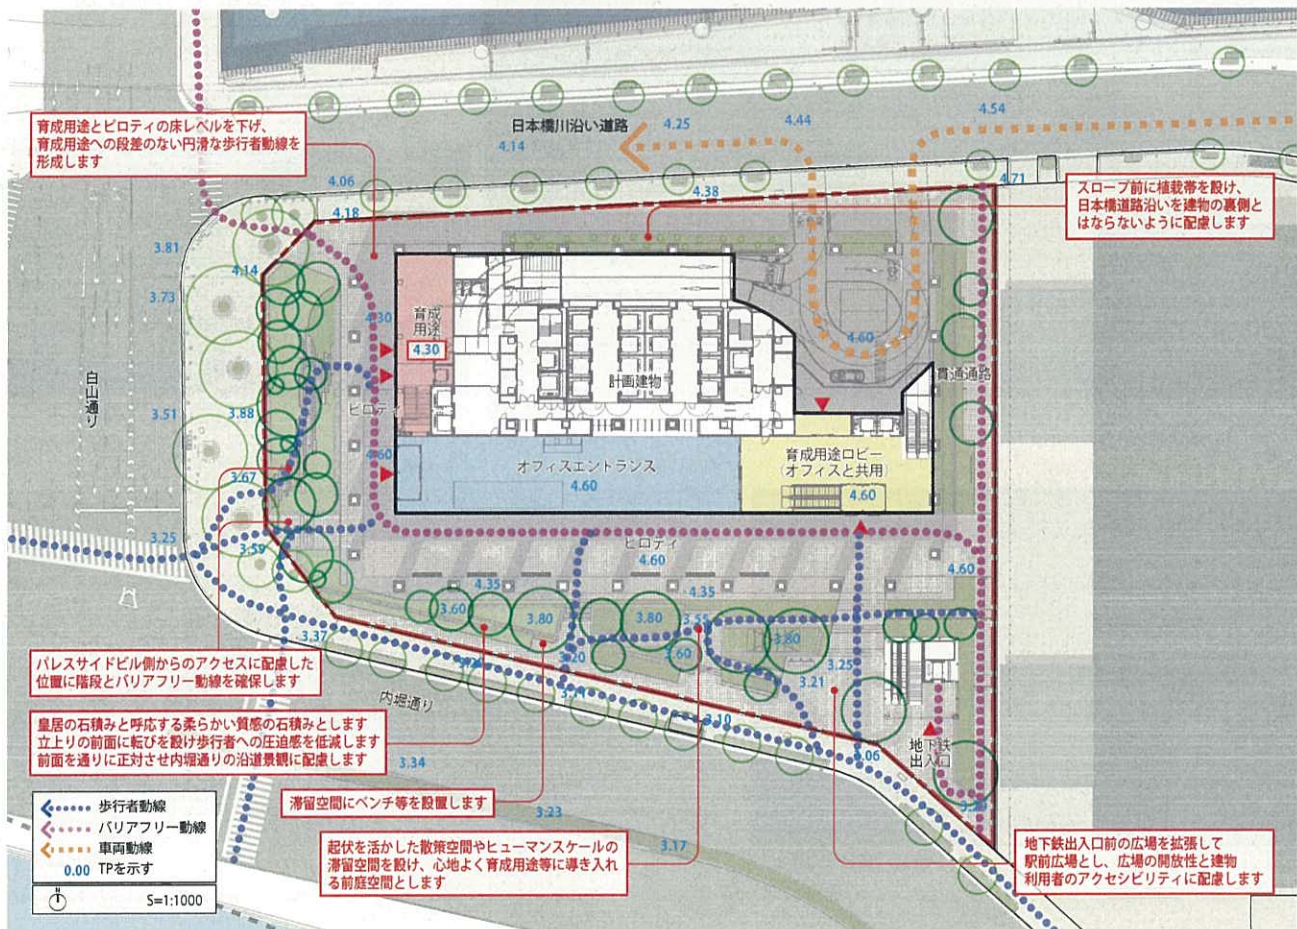 日本橋川沿い道路
4.54
4.44
4.25
4.14
育成用途とピロティの床レベルを下げ、
育成用途への段差のない円滑な歩行者動線を
形成します
4.06
4.18
4.38
4.71
スロープ前に植栽帯を設け、
日本橋道路沿いを建物の裏側と
はならないように配慮します
3.81
4.14
3.73
白山通り
3.51
3.88
3.67
3.25
3.59
4.30
育成
用途
4.30
ピロティ
4.60
計画建物
4.60
貫通通路
オフィスエントランス
4.60
育成用途ロビー
(オフィスと共用)
4.60
ピロティ
4.60
4.60
4.35
4.35
3.60
3.80
3.80
3.55
3.80
3.60
3.20
3.25
3.21
3.37
3.10
3.06
地下鉄
出入口
内堀通り
3.34
3.23
3.17
パレスサイドビル側からのアクセスに配慮した
位置に階段とバリアフリー動線を確保します
皇居の石積みと呼応する柔らかい質感の石積みとします
立上りの前面に転びを設け歩行者への圧迫感を低減します
前面を通りに正対させ内堀通りの沿道景観に配慮します
滞留空間にベンチ等を設置します
起伏を活かした散策空間やヒューマンスケールの
滞留空間を設け、心地よく育成用途等に導き入れ
る前庭空間とします
地下鉄出入口前の広場を拡張して
駅前広場とし、広場の開放性と建物
利用者のアクセシビリティに配慮します
歩行者動線
バリアフリー動線
車両動線
0.00 TPを示す
N
S=1:1000